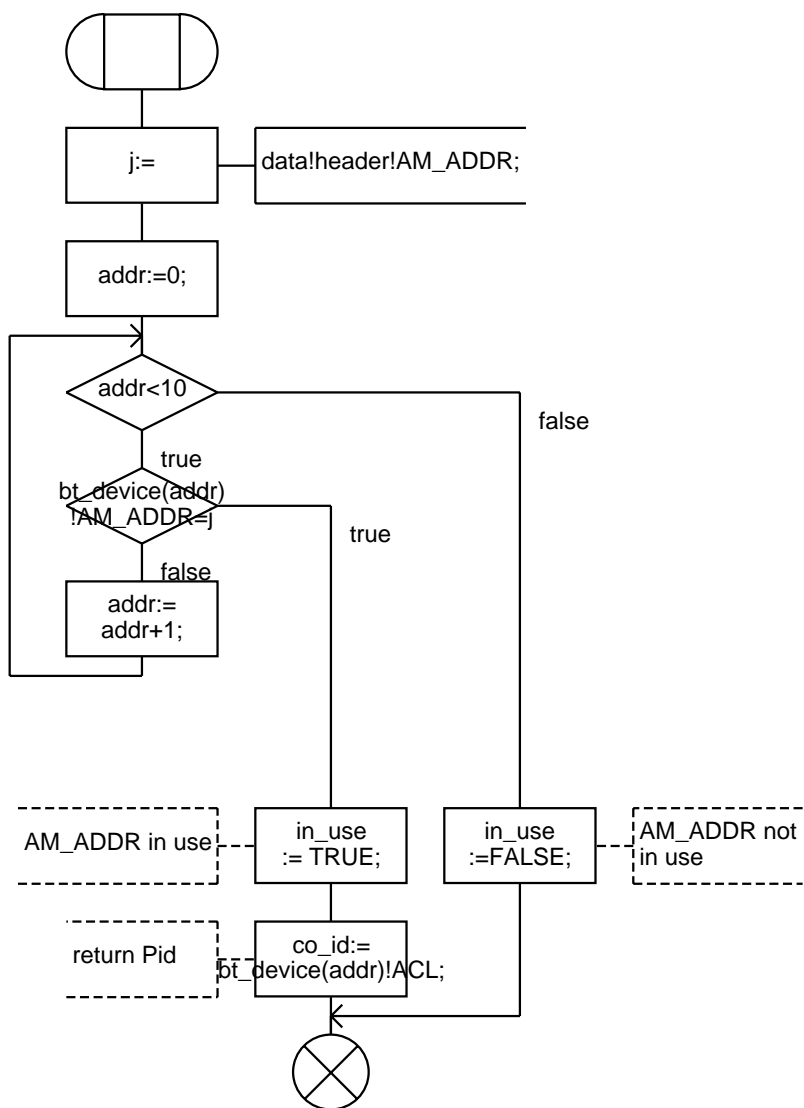 j:=
data!header!AM_ADDR;
addr:=0;
addr<10
false
true
bt_device(addr)
!AM_ADDR=j
true
false
addr:=
addr+1;
AM_ADDR in use
in_use
:= TRUE;
in_use
:=FALSE;
AM_ADDR not
in use
return Pid
co_id:=
bt_device(addr)!ACL;